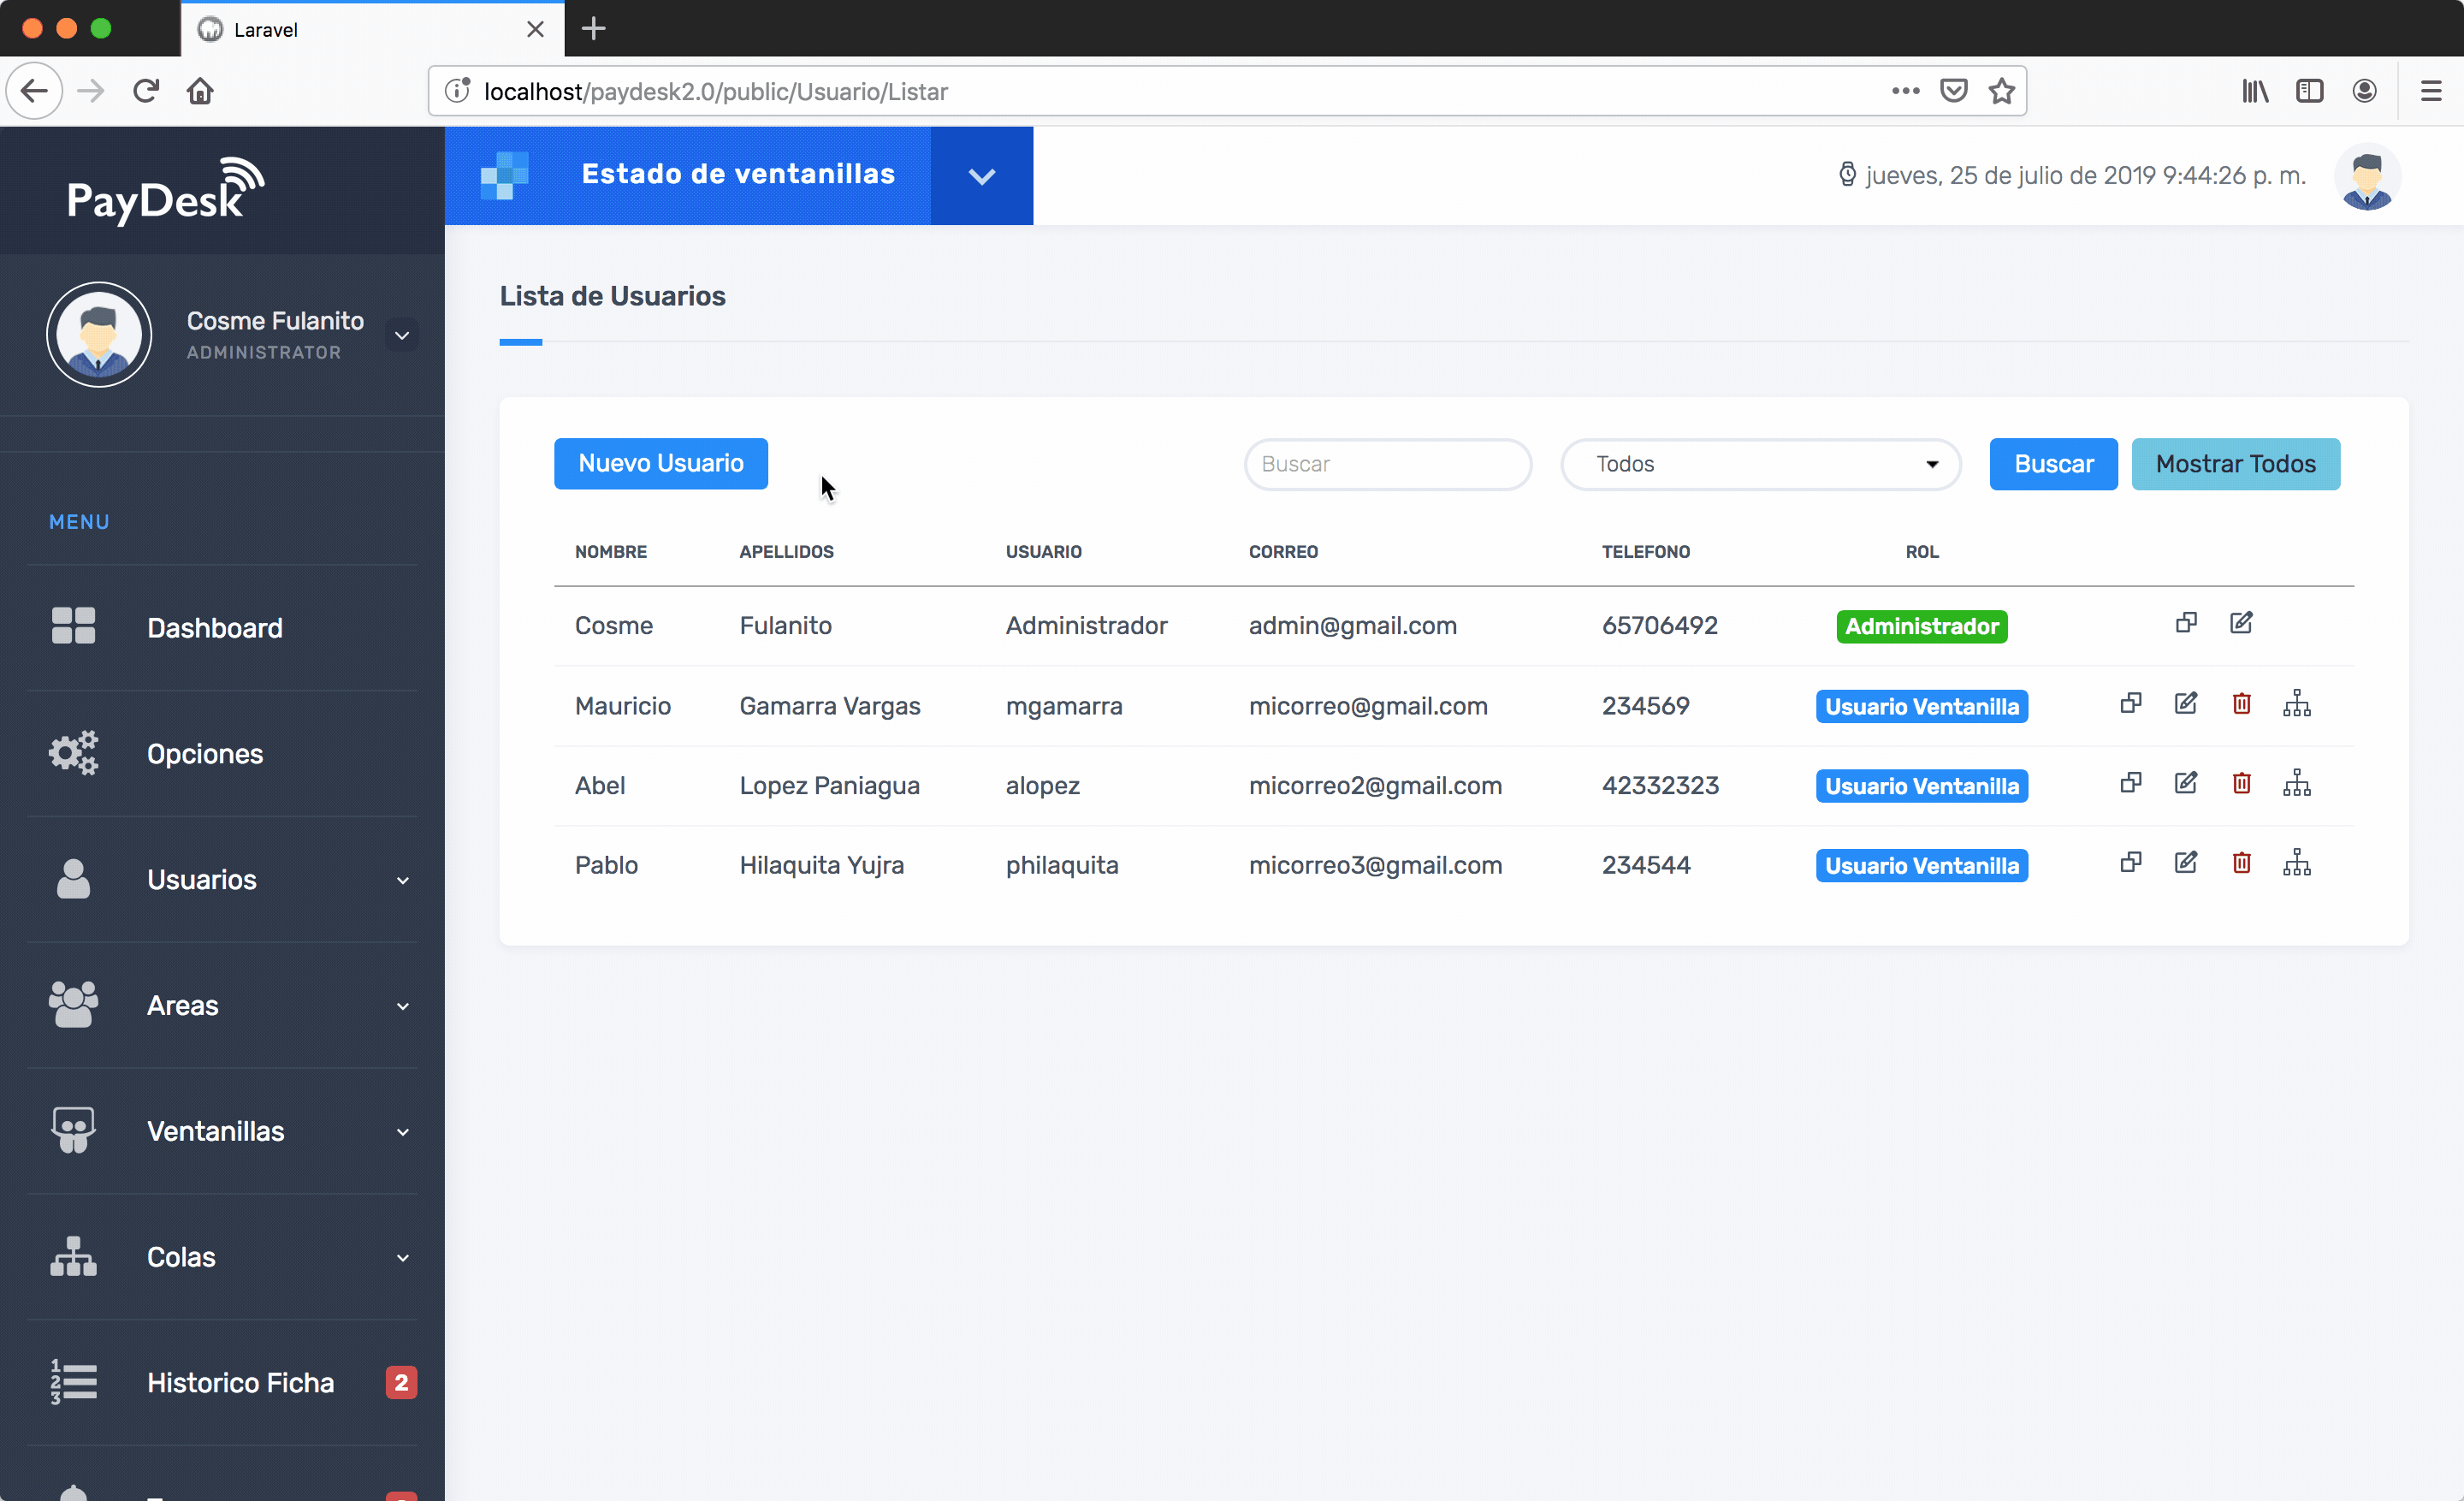 Laravel
localhost/paydesk2.0/public/Usuario/Listar
PayDesk
Estado de ventanillas
jueves, 25 de julio de 2019 9:44:26 p. m.
Cosme Fulanito
ADMINISTRATOR
MENU
Dashboard
Opciones
Usuarios
Areas
Ventanillas
Colas
1 2 3 Historico Ficha 2
Lista de Usuarios
Nuevo Usuario Buscar Todos Buscar Mostrar Todos
NOMBRE APELLIDOS USUARIO CORREO TELEFONO ROL
Cosme Fulanito Administrador admin@gmail.com 65706492 Administrador
Mauricio Gamarra Vargas mgamarra micorreo@gmail.com 234569 Usuario Ventanilla
Abel Lopez Paniagua alopez micorreo2@gmail.com 42332323 Usuario Ventanilla
Pablo Hilaquita Yujra philaquita micorreo3@gmail.com 234544 Usuario Ventanilla